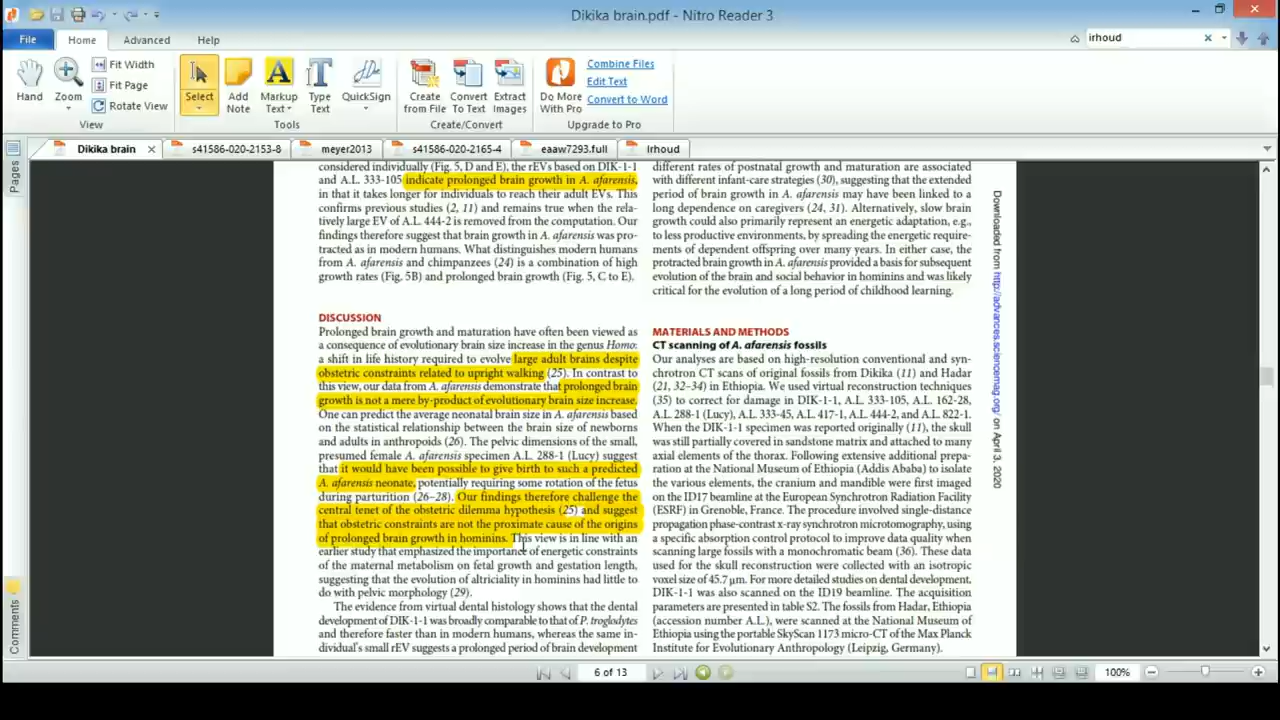 Dikika brain.pdf - Nitro Reader 3
File
Home
Advanced
Help
irhoud
Hand
Zoom
Fit Width
Fit Page
Rotate View
View
Select
Add Note
Markup Text
Type Text
QuickSign
Tools
Create from File
Convert To Text
Extract Images
Create/Convert
Do More With Pro
Combine Files
Edit Text
Convert to Word
Upgrade to Pro
Dikika brain
s41586-020-2153-8
meyer2013
s41586-020-2165-4
eaaw7293.full
Irhoud
Pages
Comments
considered individually (Fig. 5, D and E), the rEVs based on DIK-1-1
and A.L. 333-105 indicate prolonged brain growth in A. afarensis,
in that it takes longer for individuals to reach their adult EVs. This
confirms previous studies (2, 11) and remains true when the rela-
tively large EV of A.L. 444-2 is removed from the computation. Our
findings therefore suggest that brain growth in A. afarensis was pro-
tracted as in modern humans. What distinguishes modern humans
from A. afarensis and chimpanzees (24) is a combination of high
growth rates (Fig. 5B) and prolonged brain growth (Fig. 5, C to E).
DISCUSSION
Prolonged brain growth and maturation have often been viewed as
a consequence of evolutionary brain size increase in the genus Homo:
a shift in life history required to evolve large adult brains despite
obstetric constraints related to upright walking (25). In contrast to
this view, our data from A. afarensis demonstrate that prolonged brain
growth is not a mere by-product of evolutionary brain size increase.
One can predict the average neonatal brain size in A. afarensis based
on the statistical relationship between the brain size of newborns
and adults in anthropoids (26). The pelvic dimensions of the small,
presumed female A. afarensis specimen A.L. 288-1 (Lucy) suggest
that it would have been possible to give birth to such a predicted
A. afarensis neonate, potentially requiring some rotation of the fetus
during parturition (26–28). Our findings therefore challenge the
central tenet of the obstetric dilemma hypothesis (25) and suggest
that obstetric constraints are not the proximate cause of the origins
of prolonged brain growth in hominins. This view is in line with an
earlier study that emphasized the importance of energetic constraints
of the maternal metabolism on fetal growth and gestation length,
suggesting that the evolution of altriciality in hominins had little to
do with pelvic morphology (29).
The evidence from virtual dental histology shows that the dental
development of DIK-1-1 was broadly comparable to that of P. troglodytes
and therefore faster than in modern humans, whereas the same in-
dividual's small rEV suggests a prolonged period of brain development
different rates of postnatal growth and maturation are associated
with different infant-care strategies (30), suggesting that the extended
period of brain growth in A. afarensis may have been linked to a
long dependence on caregivers (24, 31). Alternatively, slow brain
growth could also primarily represent an energetic adaptation, e.g.,
to less productive environments, by spreading the energetic require-
ments of dependent offspring over many years. In either case, the
protracted brain growth in A. afarensis provided a basis for subsequent
evolution of the brain and social behavior in hominins and was likely
critical for the evolution of a long period of childhood learning.
MATERIALS AND METHODS
CT scanning of A. afarensis fossils
Our analyses are based on high-resolution conventional and syn-
chrotron CT scans of original fossils from Dikika (11) and Hadar
(21, 32–34) in Ethiopia. We used virtual reconstruction techniques
(35) to correct for damage in DIK-1-1, A.L. 333-105, A.L. 162-28,
A.L. 288-1 (Lucy), A.L. 333-45, A.L. 417-1, A.L. 444-2, and A.L. 822-1.
When the DIK-1-1 specimen was reported originally (11), the skull
was still partially covered in sandstone matrix and attached to many
axial elements of the thorax. Following extensive additional prepa-
ration at the National Museum of Ethiopia (Addis Ababa) to isolate
the various elements, the cranium and mandible were first imaged
on the ID17 beamline at the European Synchrotron Radiation Facility
(ESRF) in Grenoble, France. The procedure involved single-distance
propagation phase-contrast x-ray synchrotron microtomography, using
a specific absorption control protocol to improve data quality when
scanning large fossils with a monochromatic beam (36). These data
used for the skull reconstruction were collected with an isotropic
voxel size of 45.7 μm. For more detailed studies on dental development,
DIK-1-1 was also scanned on the ID19 beamline. The acquisition
parameters are presented in table S2. The fossils from Hadar, Ethiopia
(accession number A.L.), were scanned at the National Museum of
Ethiopia using the portable SkyScan 1173 micro-CT of the Max Planck
Institute for Evolutionary Anthropology (Leipzig, Germany).
Downloaded from http://advances.sciencemag.org/ on April 3, 2020
6 of 13
100%